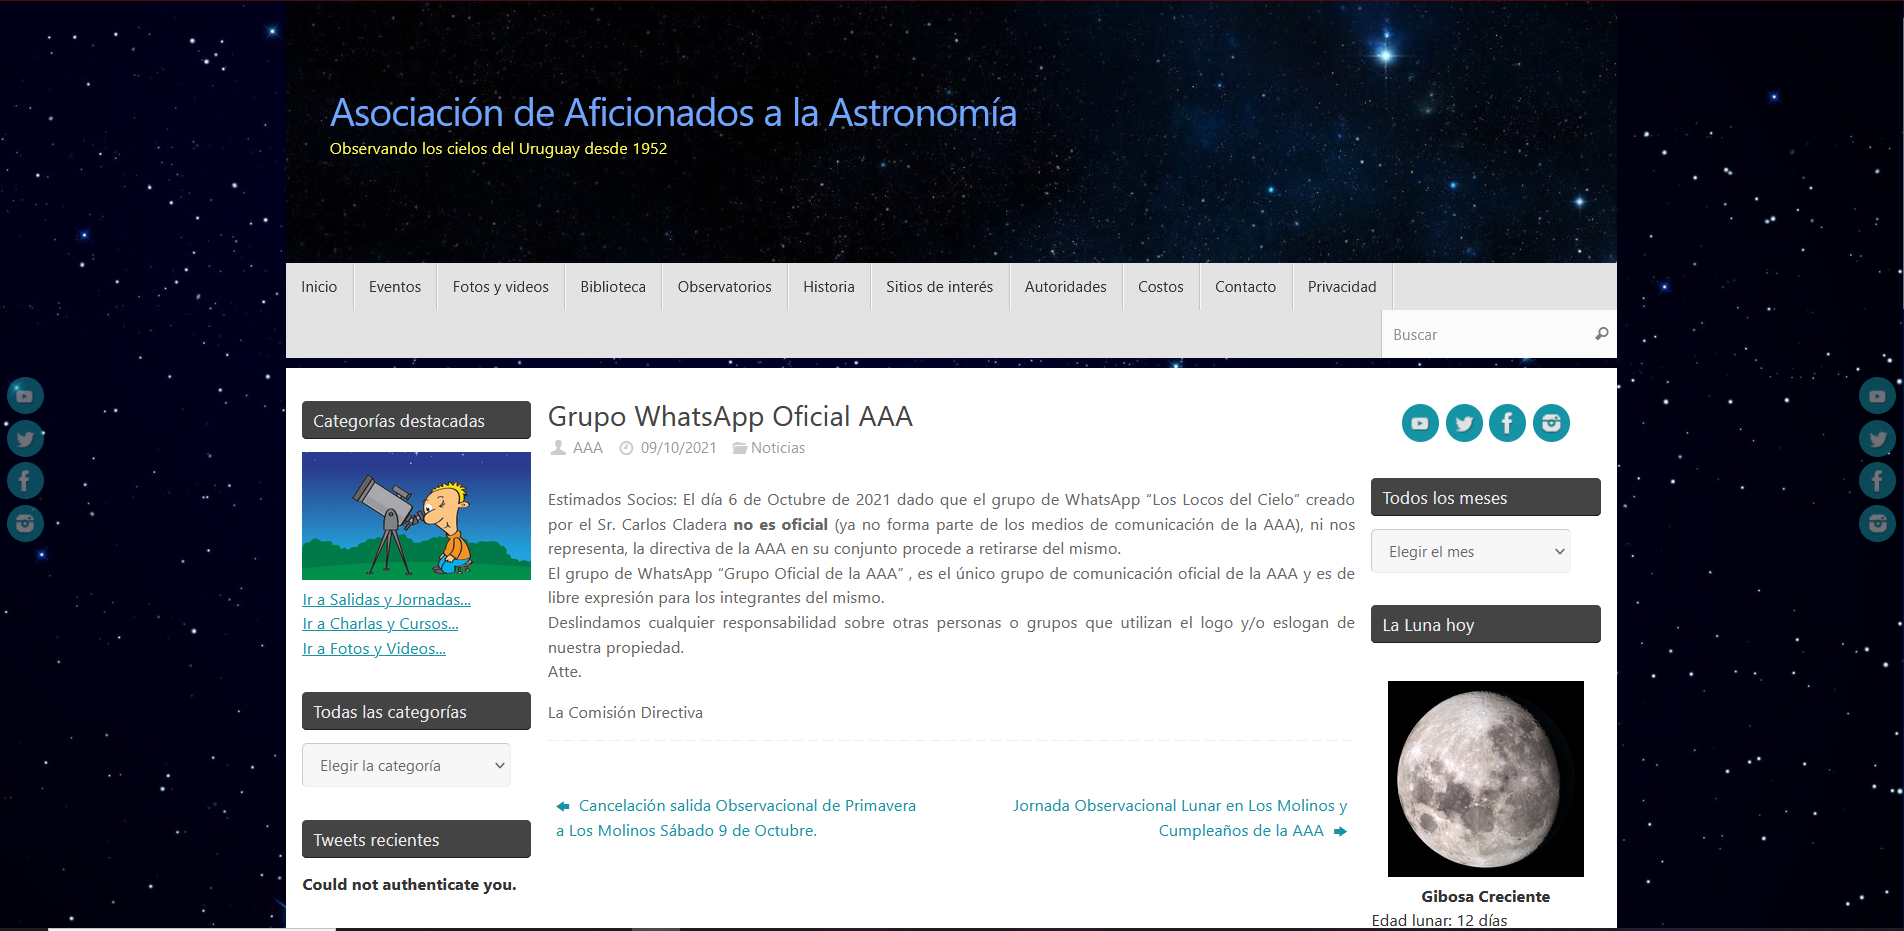 Asociación de Aficionados a la Astronomía
Observando los cielos del Uruguay desde 1952
Inicio Eventos Fotos y videos Biblioteca Observatorios Historia Sitios de interés Autoridades Costos Contacto Privacidad
Buscar
Categorías destacadas
Ir a Salidas y Jornadas...
Ir a Charlas y Cursos...
Ir a Fotos y Videos...
Todas las categorías
Elegir la categoría
Tweets recientes
Could not authenticate you.
Grupo WhatsApp Oficial AAA
AAA 09/10/2021 Noticias
Estimados Socios: El día 6 de Octubre de 2021 dado que el grupo de WhatsApp “Los Locos del Cielo” creado
por el Sr. Carlos Cladera no es oficial (ya no forma parte de los medios de comunicación de la AAA), ni nos
representa, la directiva de la AAA en su conjunto procede a retirarse del mismo.
El grupo de WhatsApp “Grupo Oficial de la AAA” , es el único grupo de comunicación oficial de la AAA y es de
libre expresión para los integrantes del mismo.
Deslindamos cualquier responsabilidad sobre otras personas o grupos que utilizan el logo y/o eslogan de
nuestra propiedad.
Atte.
La Comisión Directiva
Cancelación salida Observacional de Primavera
a Los Molinos Sábado 9 de Octubre.
Jornada Observacional Lunar en Los Molinos y
Cumpleaños de la AAA
Todos los meses
Elegir el mes
La Luna hoy
Gibosa Creciente
Edad lunar: 12 días